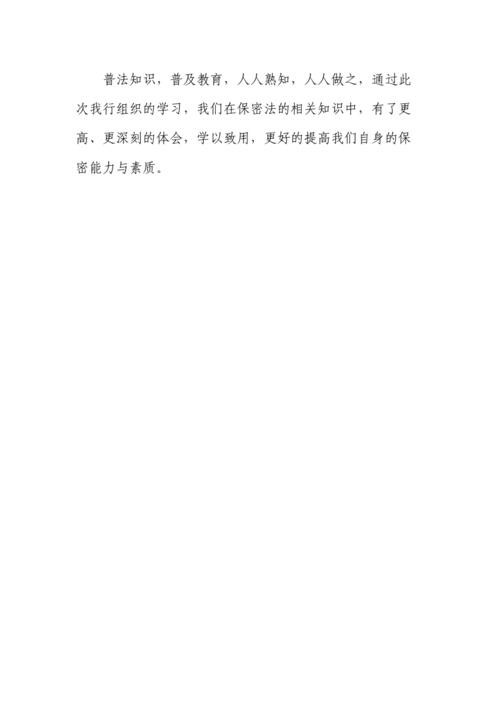 普法知识，普及教育，人人熟知，人人做之，通过此
次我行组织的学习，我们在保密法的相关知识中，有了更
高、更深刻的体会，学以致用，更好的提高我们自身的保
密能力与素质。